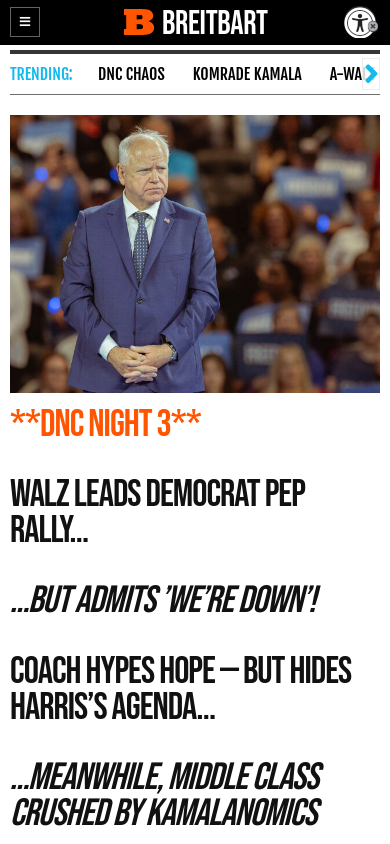 B BREITBART
TRENDING: DNC CHAOS KOMRADE KAMALA A-WA
**DNC NIGHT 3**
WALZ LEADS DEMOCRAT PEP
RALLY...
...BUT ADMITS 'WE'RE DOWN'!
COACH HYPES HOPE — BUT HIDES
HARRIS'S AGENDA...
...MEANWHILE, MIDDLE CLASS
CRUSHED BY KAMALANOMICS